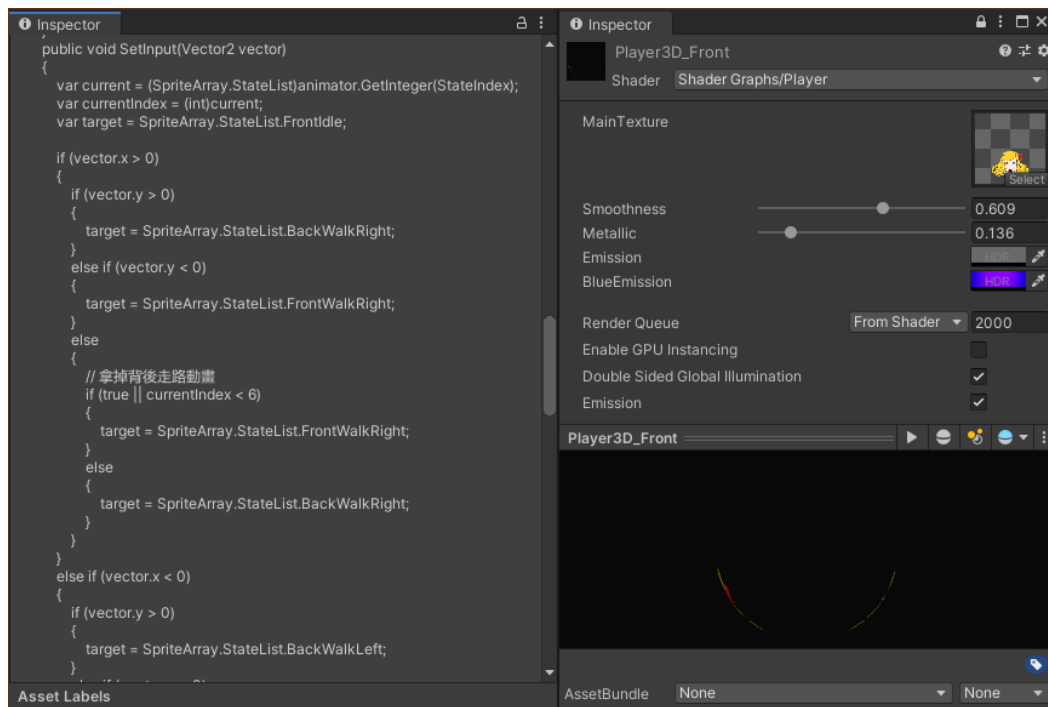 Inspector
}
public void SetInput(Vector2 vector)
{
var current = (SpriteArray.StateList)animator.GetInteger(StateIndex);
var currentIndex = (int)current;
var target = SpriteArray.StateList.FrontIdle;
if (vector.x > 0)
{
if (vector.y > 0)
{
target = SpriteArray.StateList.BackWalkRight;
}
else if (vector.y < 0)
{
target = SpriteArray.StateList.FrontWalkRight;
}
else
{
// 拿掉背後走路動畫
if (true || currentIndex < 6)
{
target = SpriteArray.StateList.FrontWalkRight;
}
else
{
target = SpriteArray.StateList.BackWalkRight;
}
}
}
else if (vector.x < 0)
{
if (vector.y > 0)
{
target = SpriteArray.StateList.BackWalkLeft;
}
Asset Labels
Inspector
Player3D_Front
Shader Shader Graphs/Player
MainTexture
Select
Smoothness 0.609
Metallic 0.136
Emission HDR
BlueEmission HDR
Render Queue From Shader 2000
Enable GPU Instancing
Double Sided Global Illumination
Emission
Player3D_Front
AssetBundle None None